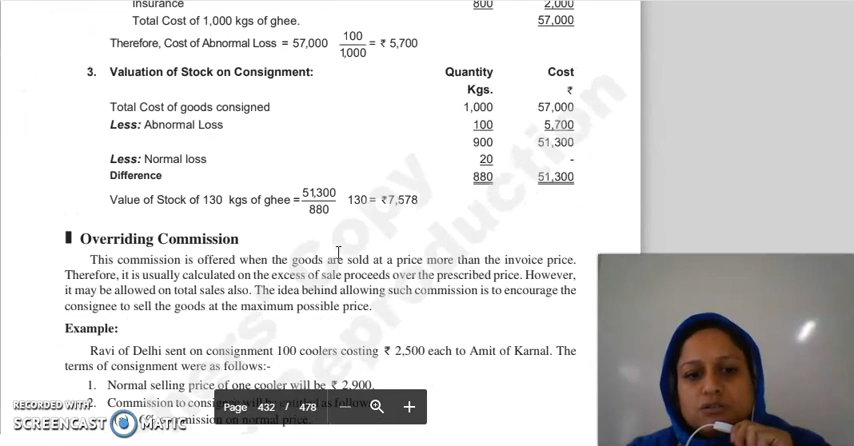 insurance 800 2,000
Total Cost of 1,000 kgs of ghee. 57,000
Therefore, Cost of Abnormal Loss = 57,000 100/1,000 = ₹ 5,700
3. Valuation of Stock on Consignment: Quantity Cost
Kgs. ₹
Total Cost of goods consigned 1,000 57,000
Less: Abnormal Loss 100 5,700
900 51,300
Less: Normal loss 20 -
Difference 880 51,300
Value of Stock of 130 kgs of ghee = 51,300/880 130 = ₹7,578
Overriding Commission
This commission is offered when the goods are sold at a price more than the invoice price.
Therefore, it is usually calculated on the excess of sale proceeds over the prescribed price. However,
it may be allowed on total sales also. The idea behind allowing such commission is to encourage the
consignee to sell the goods at the maximum possible price.
Example:
Ravi of Delhi sent on consignment 100 coolers costing ₹ 2,500 each to Amit of Karnal. The
terms of consignment were as follows:-
1. Normal selling price of one cooler will be ₹ 2,900.
2. Commission to
on normal price.
Page 432 / 478
RECORDED WITH
SCREENCAST MATIC
Copy